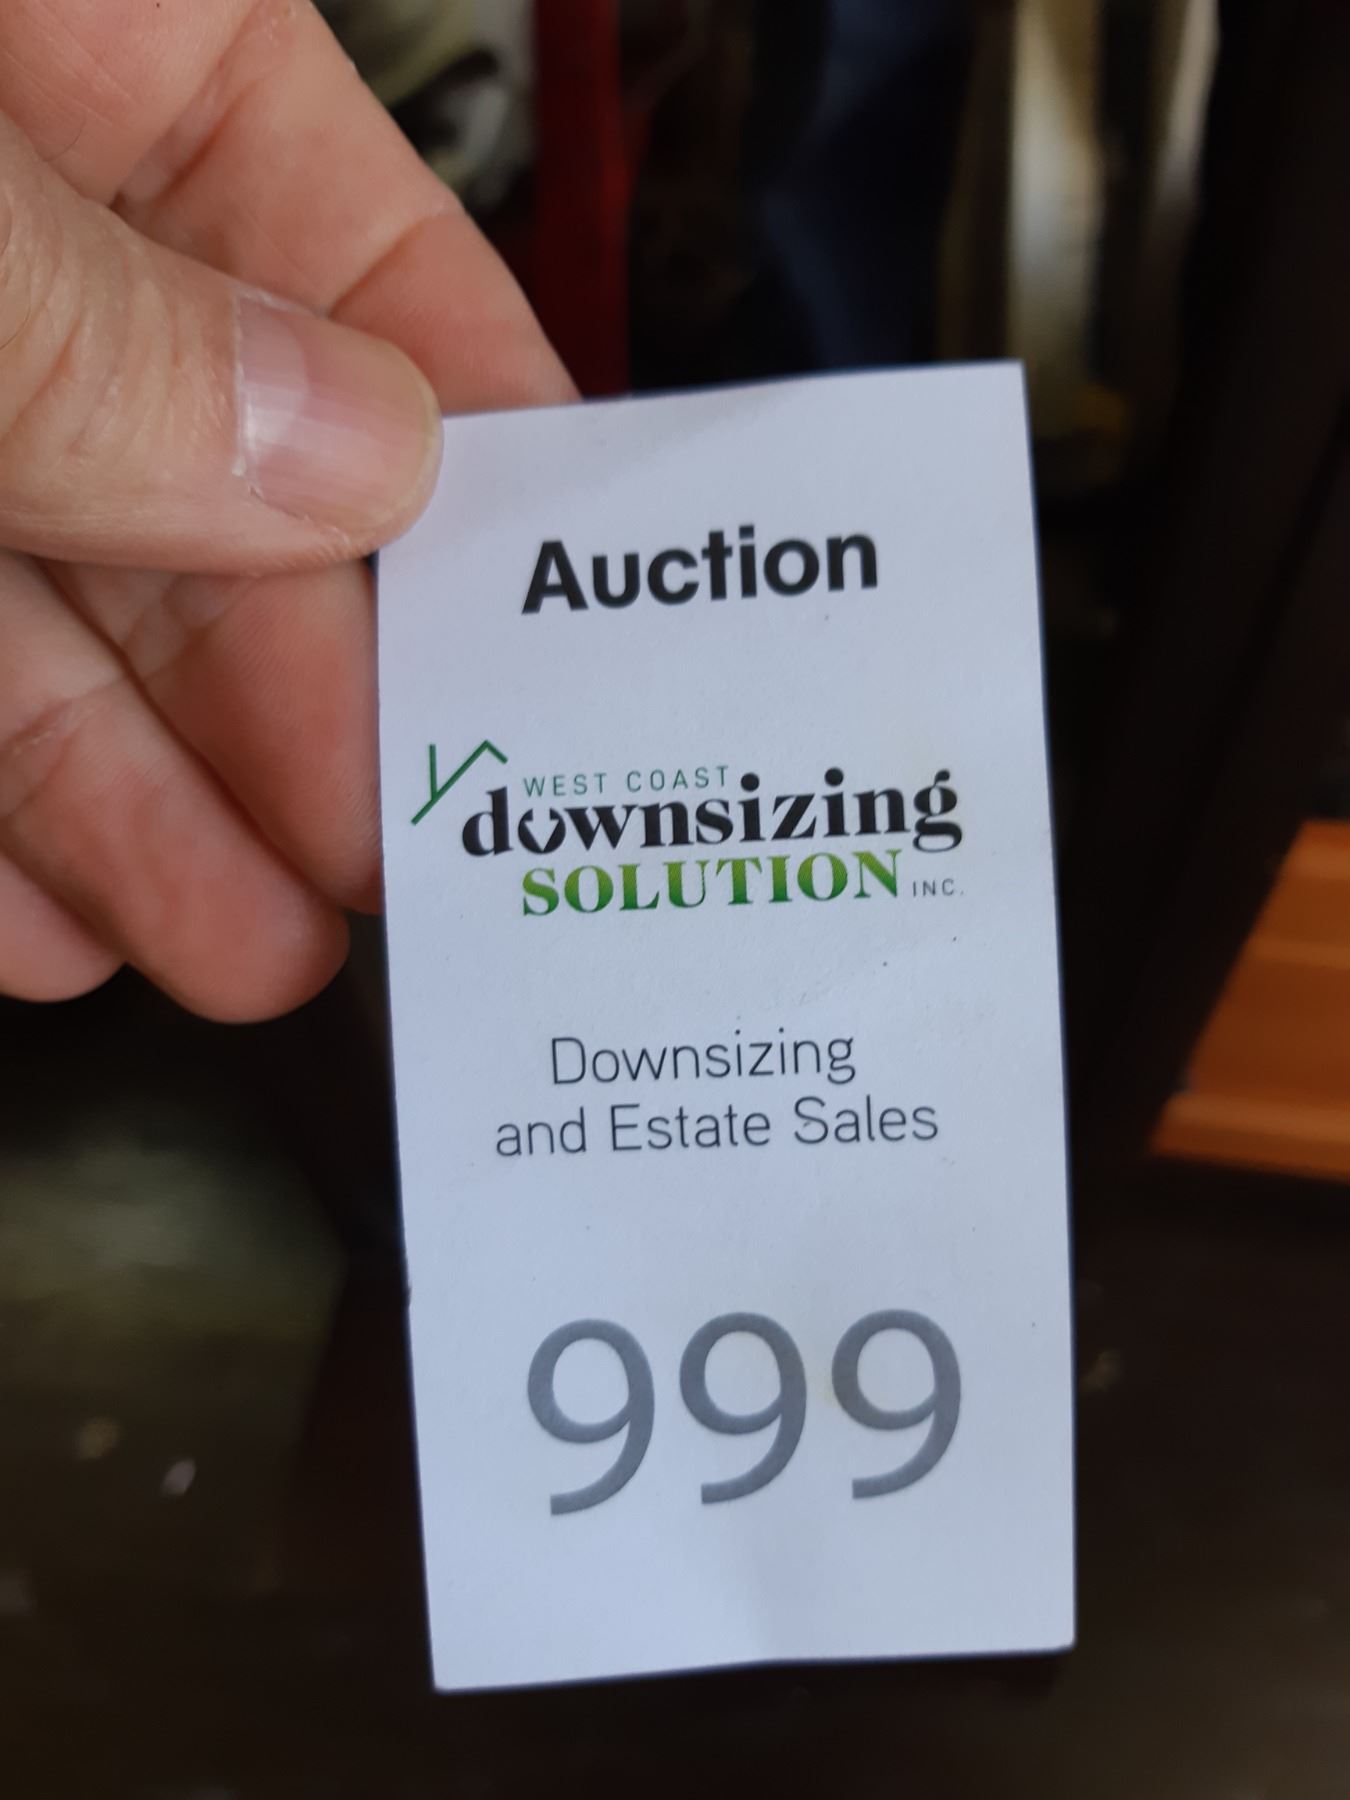 Auction
WEST COAST
downsizing
SOLUTION INC.
Downsizing
and Estate Sales
999